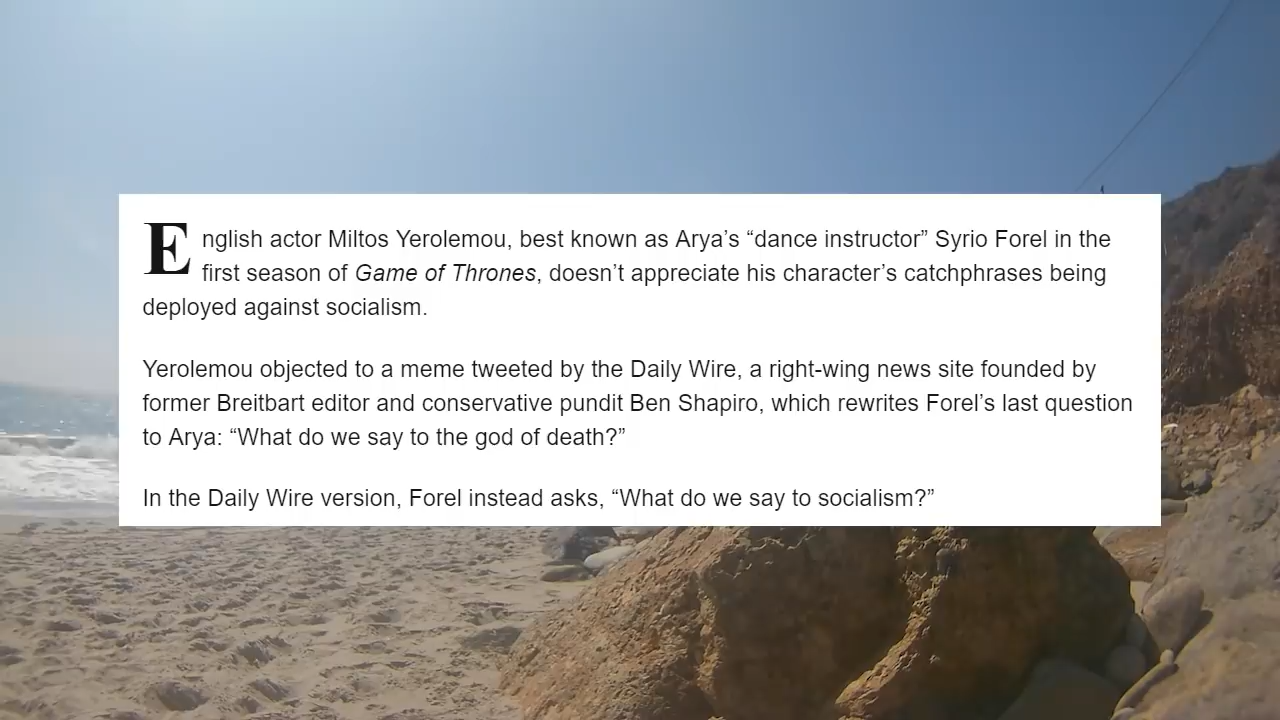 English actor Miltos Yerolemou, best known as Arya’s “dance instructor” Syrio Forel in the
first season of Game of Thrones, doesn’t appreciate his character’s catchphrases being
deployed against socialism.
Yerolemou objected to a meme tweeted by the Daily Wire, a right-wing news site founded by
former Breitbart editor and conservative pundit Ben Shapiro, which rewrites Forel’s last question
to Arya: “What do we say to the god of death?”
In the Daily Wire version, Forel instead asks, “What do we say to socialism?”